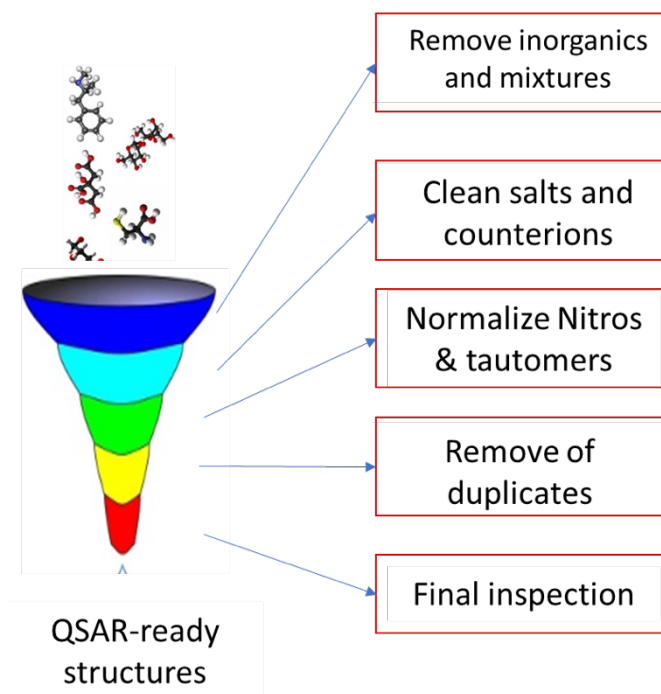 Remove inorganics
and mixtures
Clean salts and
counterions
Normalize Nitros
& tautomers
Remove of
duplicates
Final inspection
QSAR-ready
structures